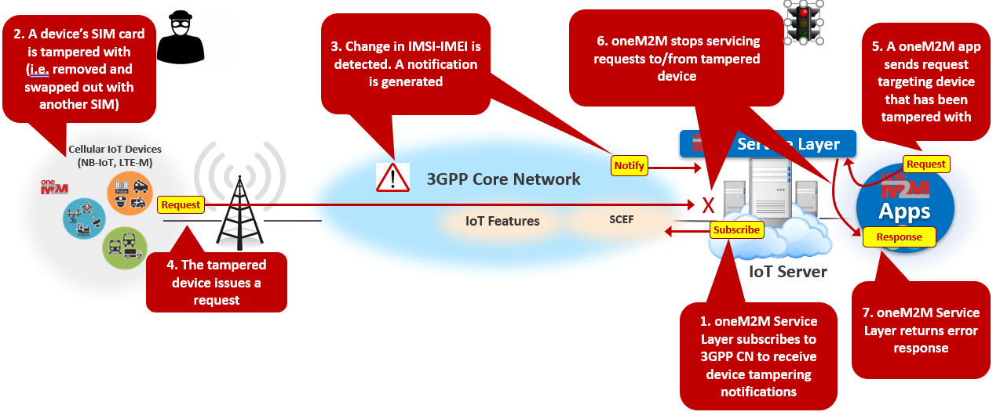 2. A device's SIM card
is tampered with
(i.e. removed and
swapped out with
another SIM)
3. Change in IMSI-IMEI is
detected. A notification
is generated
6. oneM2M stops servicing
requests to/from tampered
device
5. A oneM2M app
sends request
targeting device
that has been
tampered with
Cellular IoT Devices
(NB-IoT, LTE-M)
one
M2M
Police
Request
3GPP Core Network
IoT Features
SCEF
Notify
Service Layer
X
Subscribe
IoT Server
Request
M2M
Apps
Response
4. The tampered
device issues a
request
1. oneM2M Service
Layer subscribes to
3GPP CN to receive
device tampering
notifications
7. oneM2M Service
Layer returns error
response